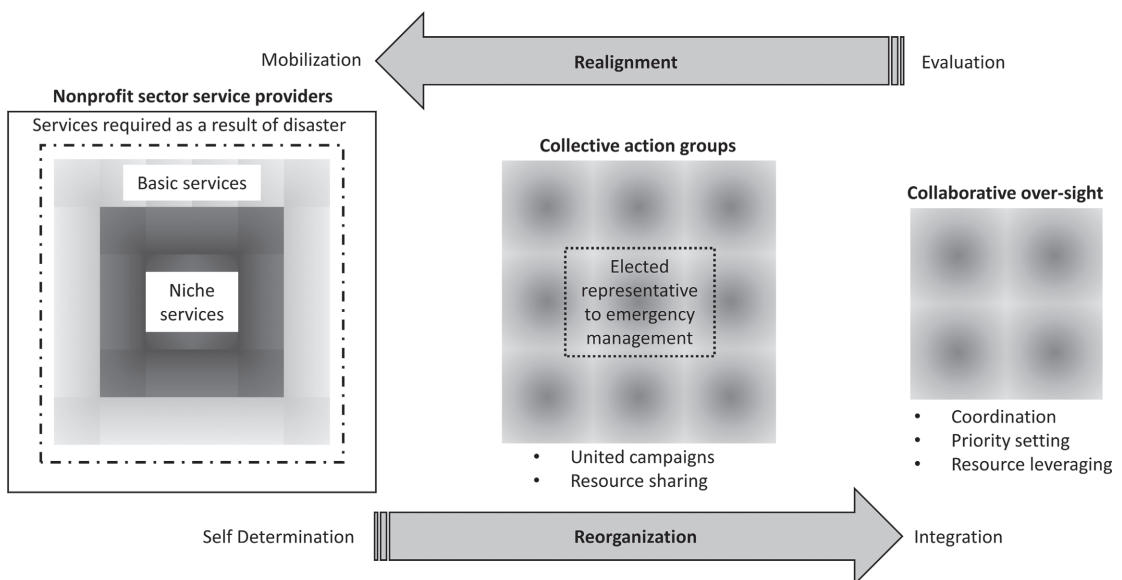 Mobilization
Realignment
Evaluation
Nonprofit sector service providers
Services required as a result of disaster
Basic services
Niche
services
Collective action groups
Elected
representative
to emergency
management
• United campaigns
• Resource sharing
Collaborative over-sight
• Coordination
• Priority setting
• Resource leveraging
Self Determination
Reorganization
Integration